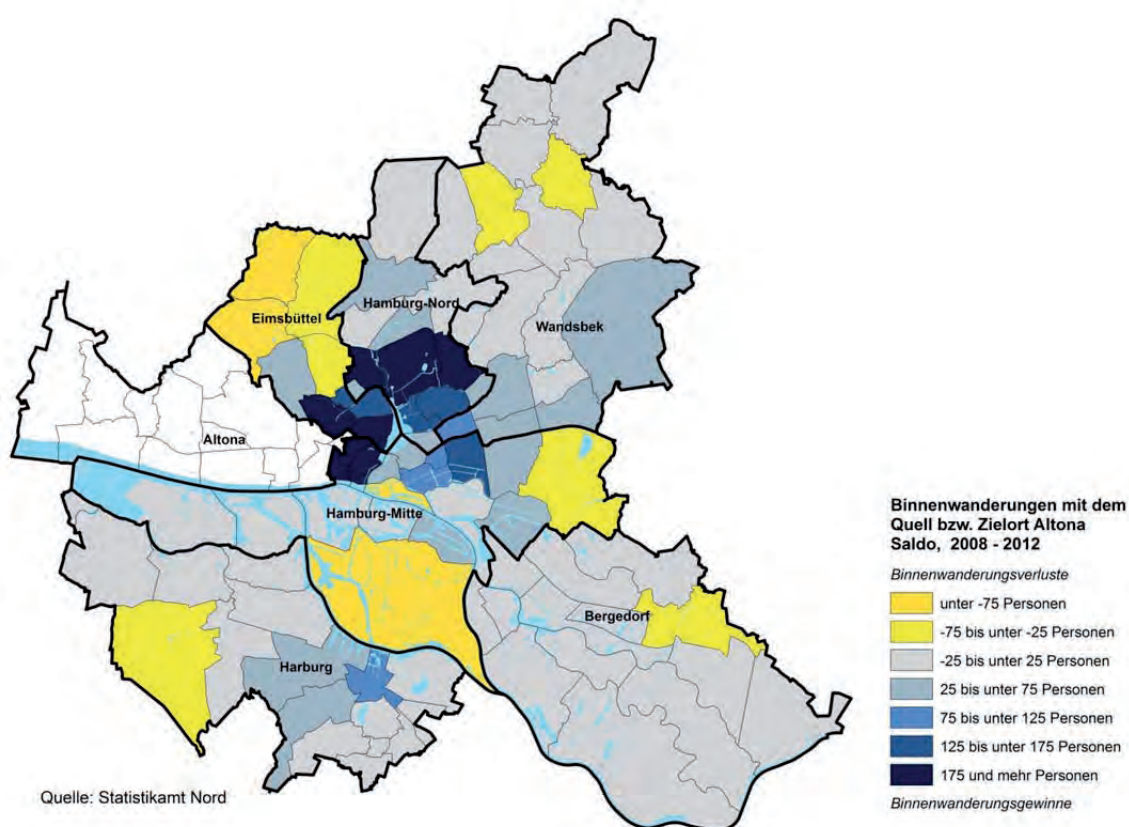 Hamburg-Nord
Eimsbüttel
Wandsbek
Altona
Hamburg-Mitte
Bergedorf
Harburg
Quelle: Statistikamt Nord
Binnenwanderungen mit dem
Quell bzw. Zielort Altona
Saldo, 2008 - 2012
Binnenwanderungsverluste
unter -75 Personen
-75 bis unter -25 Personen
-25 bis unter 25 Personen
25 bis unter 75 Personen
75 bis unter 125 Personen
125 bis unter 175 Personen
175 und mehr Personen
Binnenwanderungsgewinne